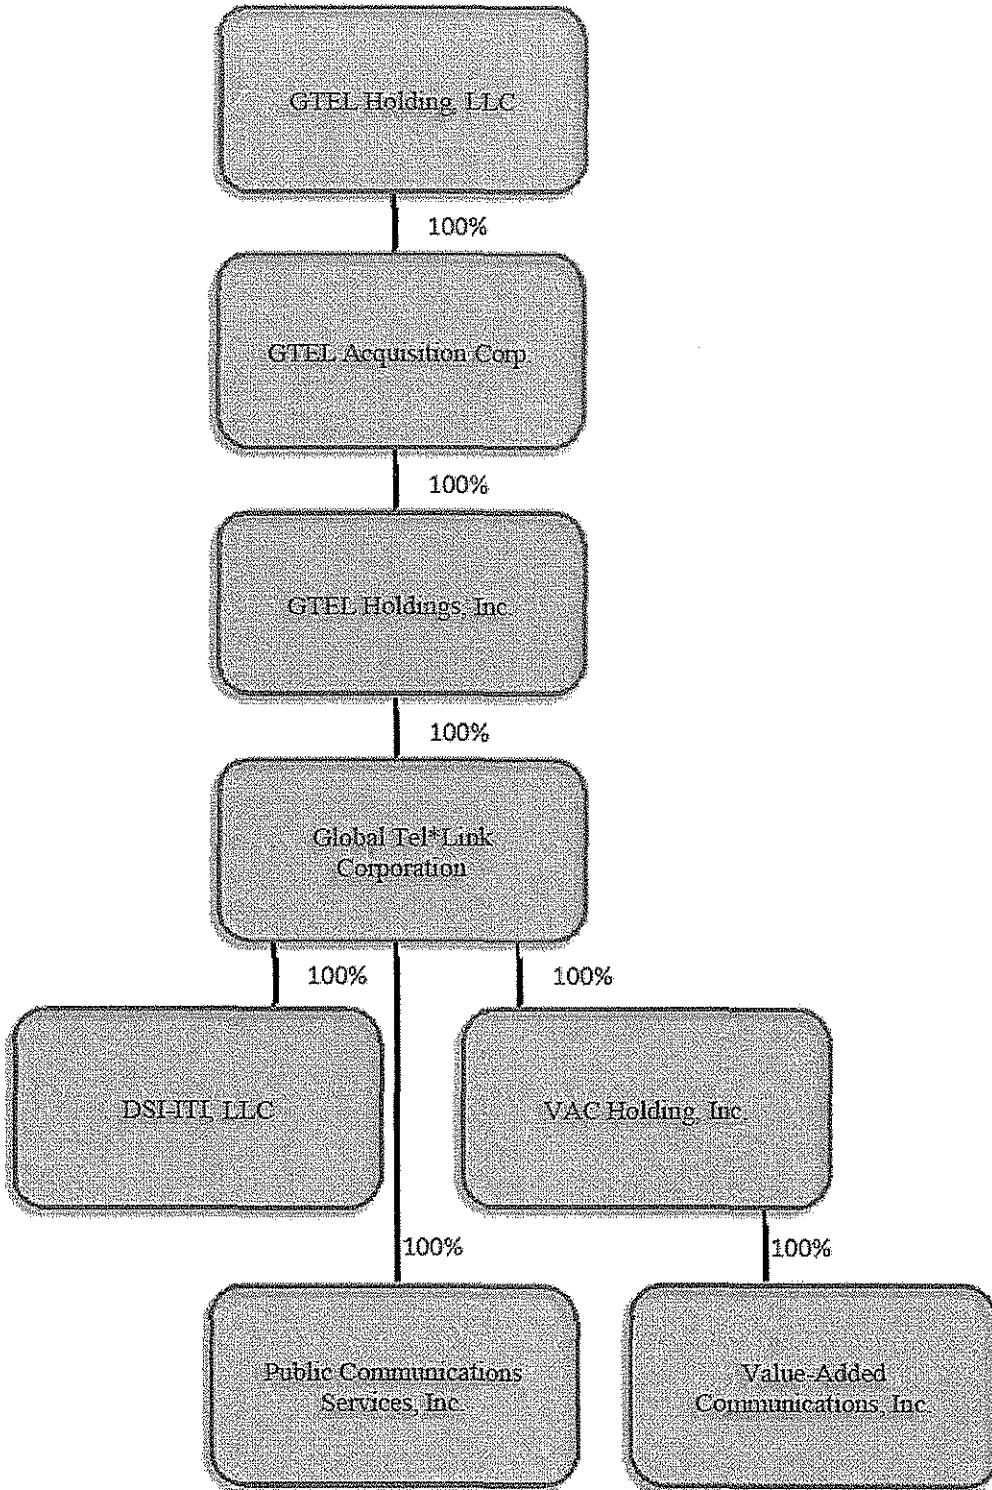 GTEL Holding, LLC
100%
GTEL Acquisition Corp
100%
GTEL Holdings, Inc.
100%
Global Tel*Link
Corporation
100%
100%
DSI-ITI, LLC
VAC Holding, Inc.
100%
100%
Public Communications
Services, Inc.
Value-Added
Communications, Inc.